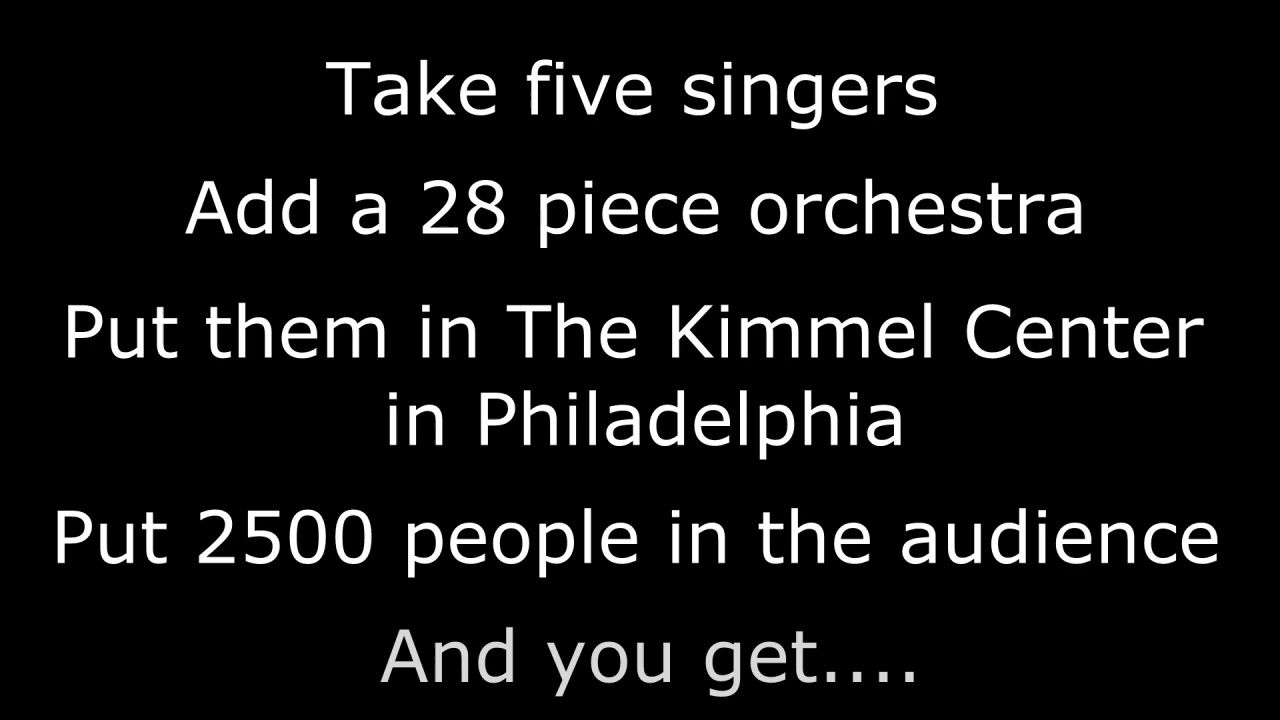 Take five singers
Add a 28 piece orchestra
Put them in The Kimmel Center
in Philadelphia
Put 2500 people in the audience
And you get....